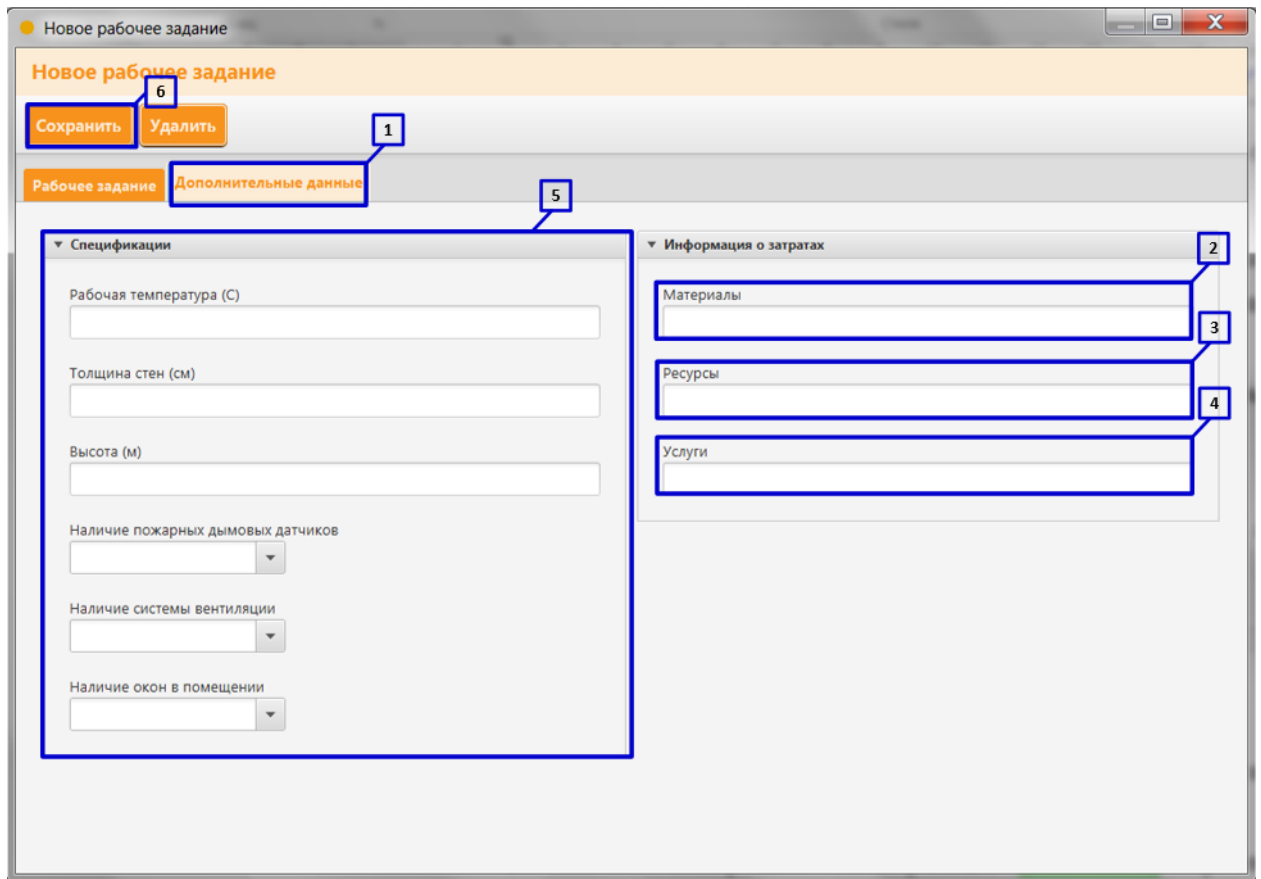 Новое рабочее задание
Новое рабочее задание
6
Сохранить Удалить
1
Рабочее задание Дополнительные данные
5
Спецификации
Рабочая температура (С)
Толщина стен (см)
Высота (м)
Наличие пожарных дымовых датчиков
Наличие системы вентиляции
Наличие окон в помещении
Информация о затратах
2
Материалы
3
Ресурсы
4
Услуги